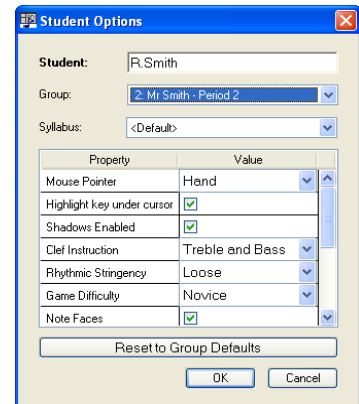 Student Options
Student: R.Smith
Group: 2: Mr Smith - Period 2
Syllabus: <Default>
Property Value
Mouse Pointer Hand
Highlight key under cursor
Shadows Enabled
Clef Instruction Treble and Bass
Rhythmic Stringency Loose
Game Difficulty Novice
Note Faces
Reset to Group Defaults
OK Cancel